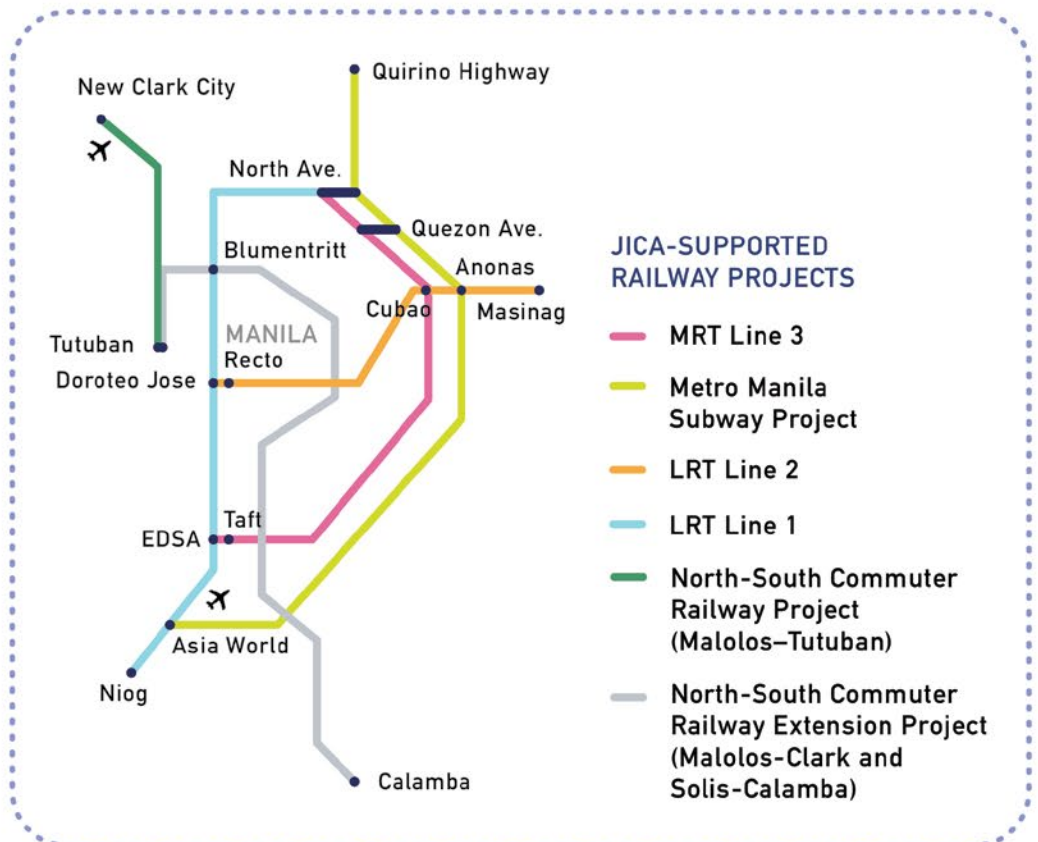 Quirino Highway
New Clark City
North Ave.
Quezon Ave.
Blumentritt
Anonas
Cubao
Masinag
Tutuban
MANILA
Recto
Doroteo Jose
Taft
EDSA
Asia World
Niog
Calamba
JICA-SUPPORTED
RAILWAY PROJECTS
MRT Line 3
Metro Manila
Subway Project
LRT Line 2
LRT Line 1
North-South Commuter
Railway Project
(Malolos–Tutuban)
North-South Commuter
Railway Extension Project
(Malolos-Clark and
Solis-Calamba)